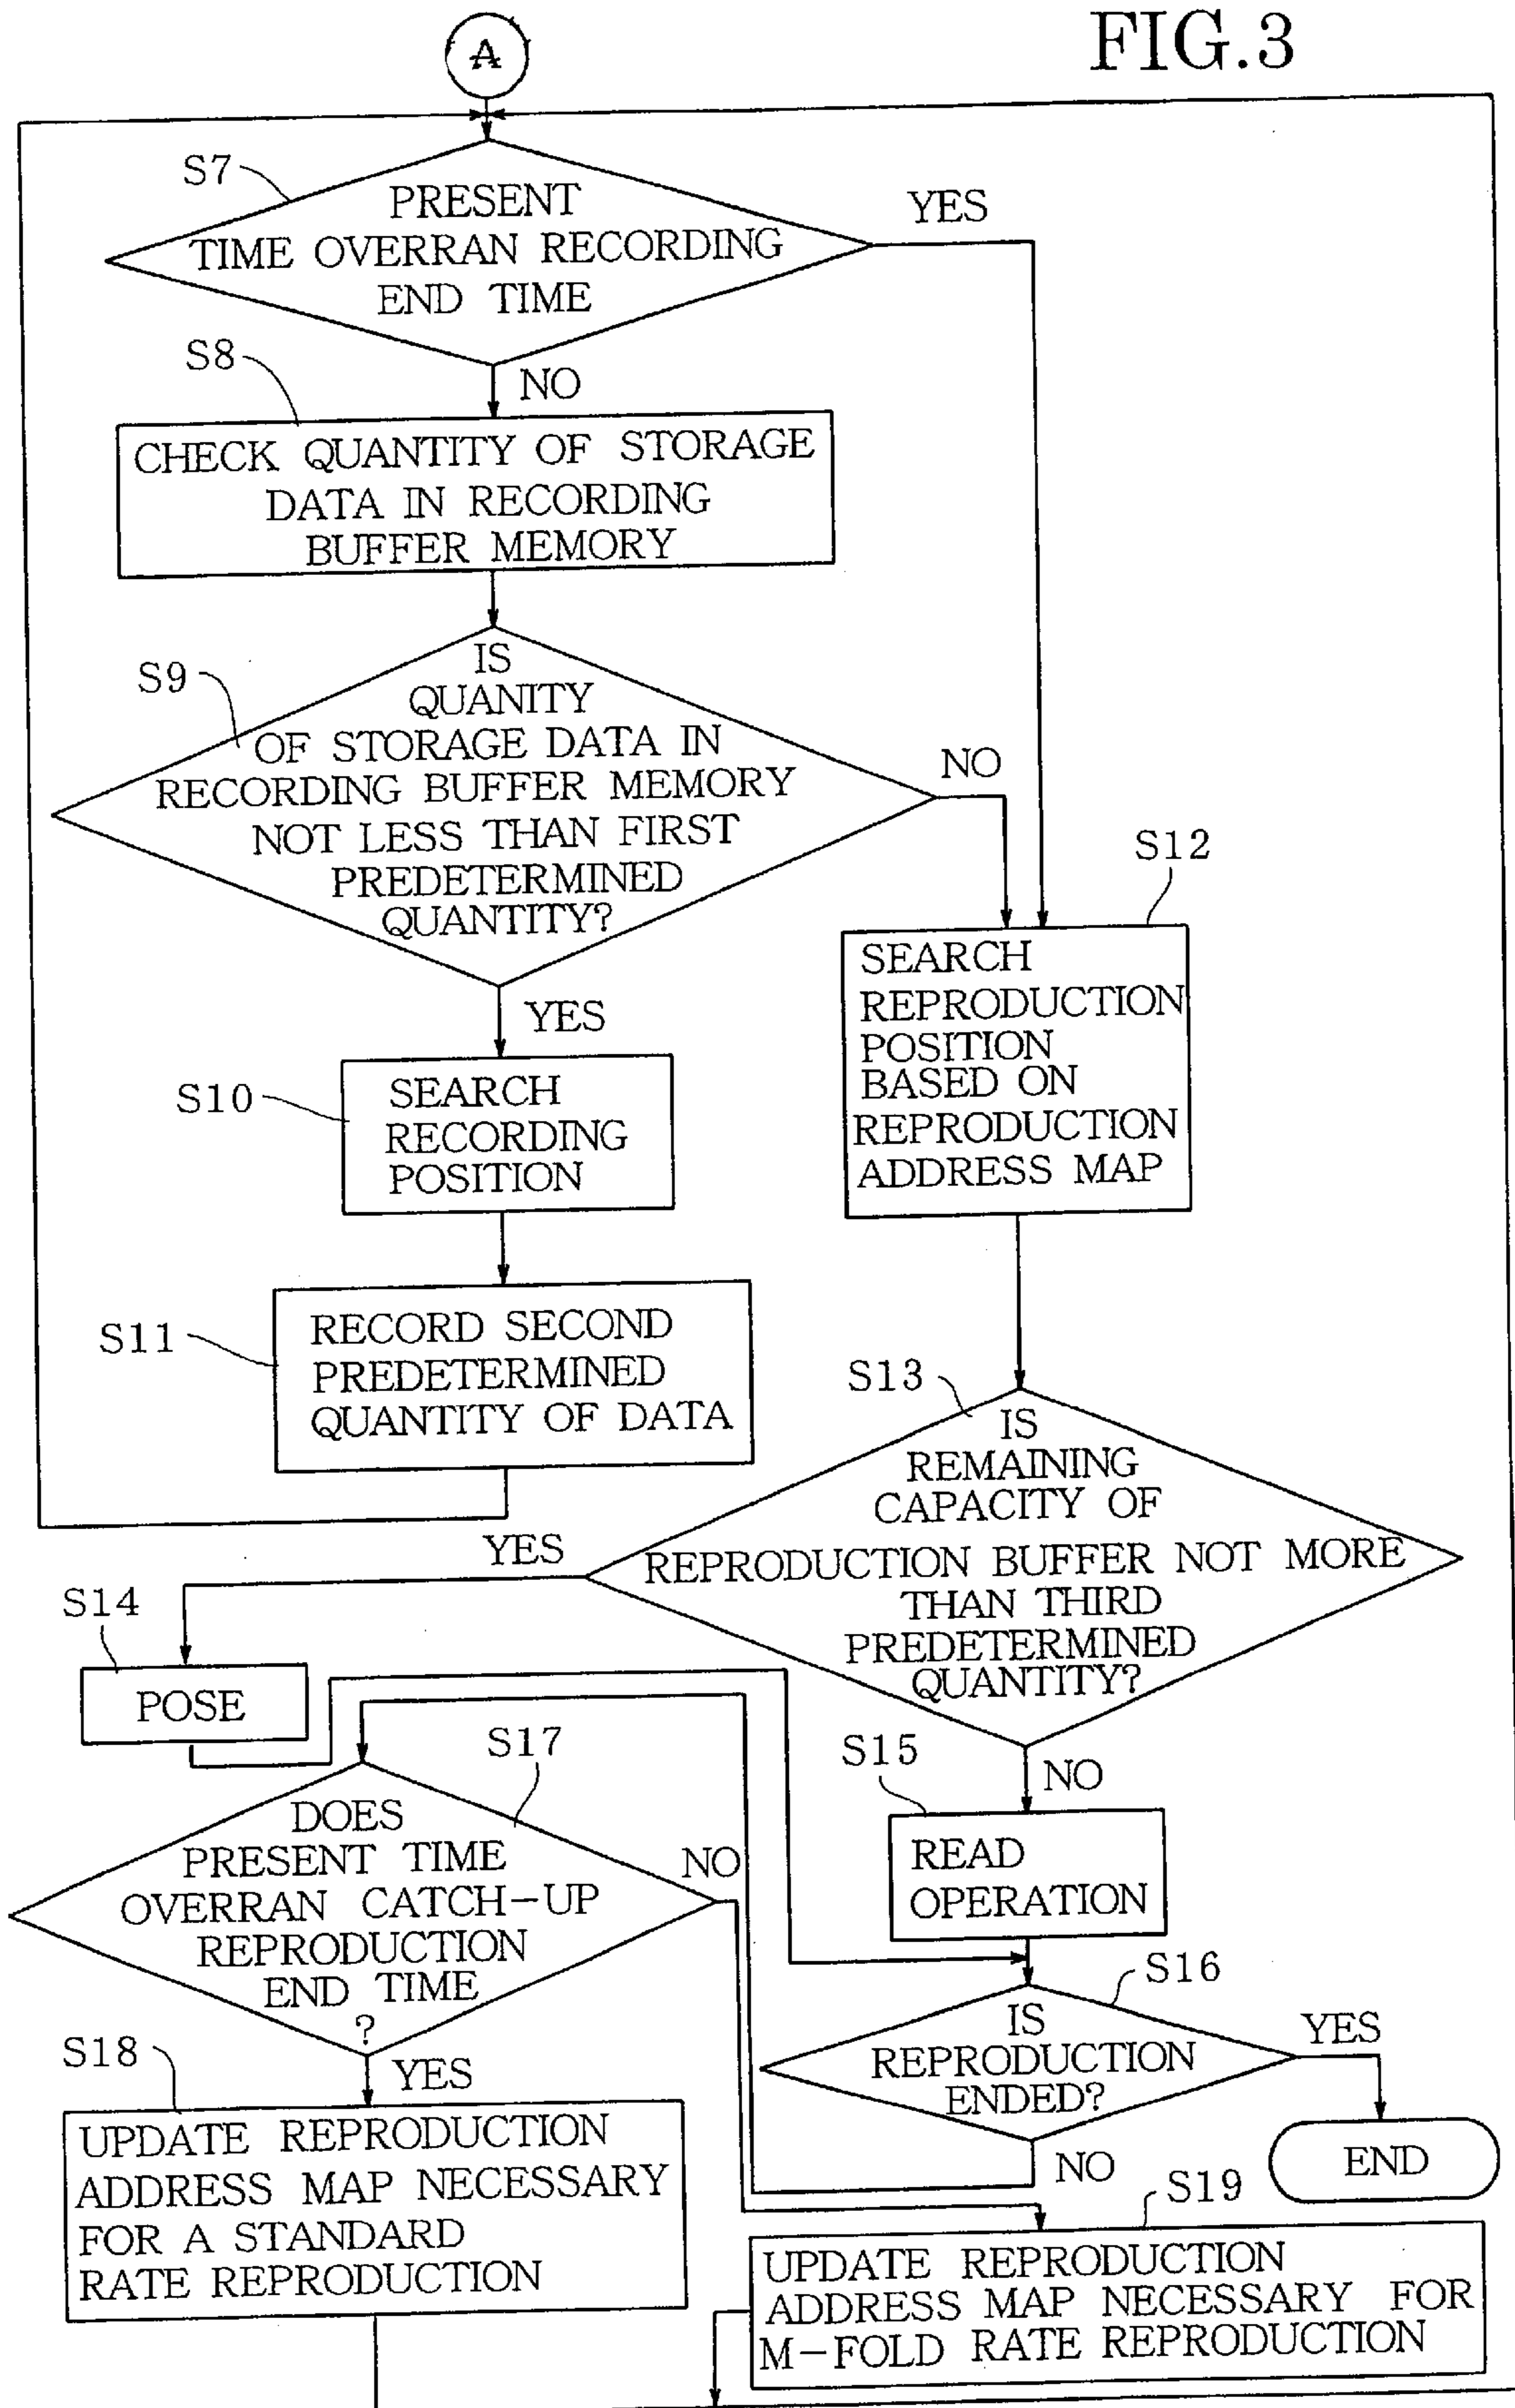 FIG.3
A
S7
PRESENT
TIME OVERRAN RECORDING
END TIME
YES
NO
S8
CHECK QUANTITY OF STORAGE
DATA IN RECORDING
BUFFER MEMORY
S9
IS
QUANITY
OF STORAGE DATA IN
RECORDING BUFFER MEMORY
NOT LESS THAN FIRST
PREDETERMINED
QUANTITY?
NO
YES
S10
SEARCH
RECORDING
POSITION
S11
RECORD SECOND
PREDETERMINED
QUANTITY OF DATA
S12
SEARCH
REPRODUCTION
POSITION
BASED ON
REPRODUCTION
ADDRESS MAP
S13
IS
REMAINING
CAPACITY OF
REPRODUCTION BUFFER NOT MORE
THAN THIRD
PREDETERMINED
QUANTITY?
YES
NO
S14
POSE
S15
READ
OPERATION
S16
IS
REPRODUCTION
ENDED?
YES
END
NO
S17
DOES
PRESENT TIME
OVERRAN CATCH-UP
REPRODUCTION
END TIME
?
NO
YES
S18
UPDATE REPRODUCTION
ADDRESS MAP NECESSARY
FOR A STANDARD
RATE REPRODUCTION
S19
UPDATE REPRODUCTION
ADDRESS MAP NECESSARY FOR
M-FOLD RATE REPRODUCTION